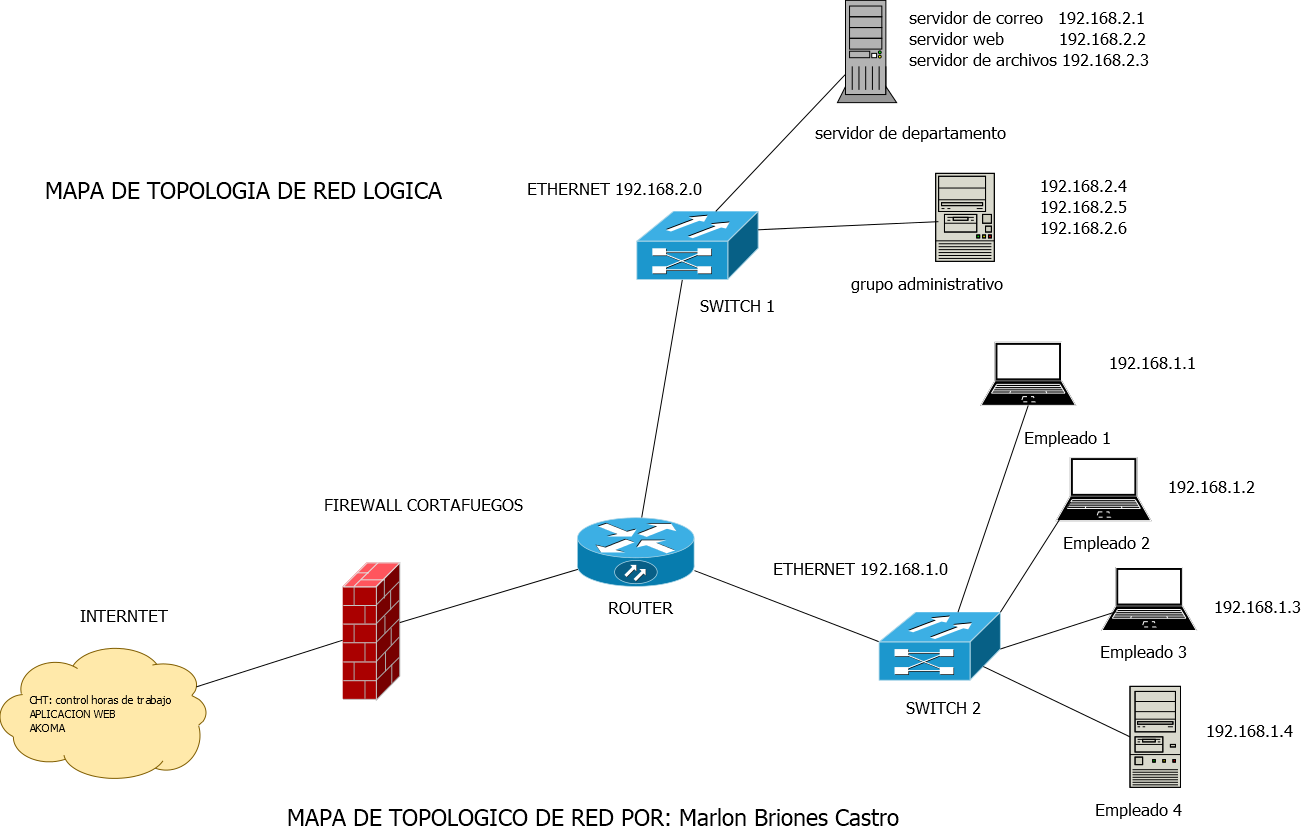 servidor de correo 192.168.2.1
servidor web 192.168.2.2
servidor de archivos 192.168.2.3
servidor de departamento
MAPA DE TOPOLOGIA DE RED LOGICA
ETHERNET 192.168.2.0
192.168.2.4
192.168.2.5
192.168.2.6
grupo administrativo
SWITCH 1
192.168.1.1
Empleado 1
192.168.1.2
FIREWALL CORTAFUEGOS
Empleado 2
ETHERNET 192.168.1.0
ROUTER
192.168.1.3
INTERNTET
Empleado 3
CHT: control horas de trabajo
APLICACION WEB
AKOMA
SWITCH 2
192.168.1.4
Empleado 4
MAPA DE TOPOLOGICO DE RED POR: Marlon Briones Castro